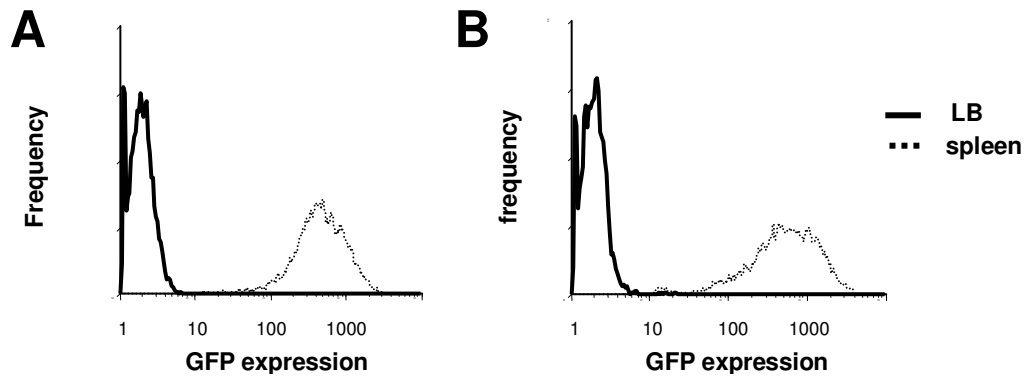 A
Frequency
1 10 100 1000
GFP expression
B
frequency
1 10 100 1000
GFP expression
LB
spleen